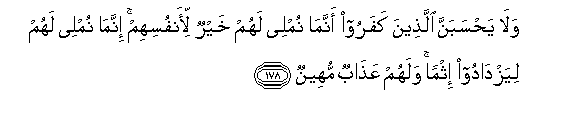 وَلَا يَحْسَبَنَّ ٱلَّذِينَ كَفَرُوٓا۟ أَنَّمَا نُمْلِى لَهُمْ خَيْرٌ لِّأَنفُسِهِمْ ۚ إِنَّمَا نُمْلِى لَهُمْ
لِيَزْدَادُوٓا۟ إِثْمًا ۚ وَلَهُمْ عَذَابٌ مُّهِينٌ ١٧٨